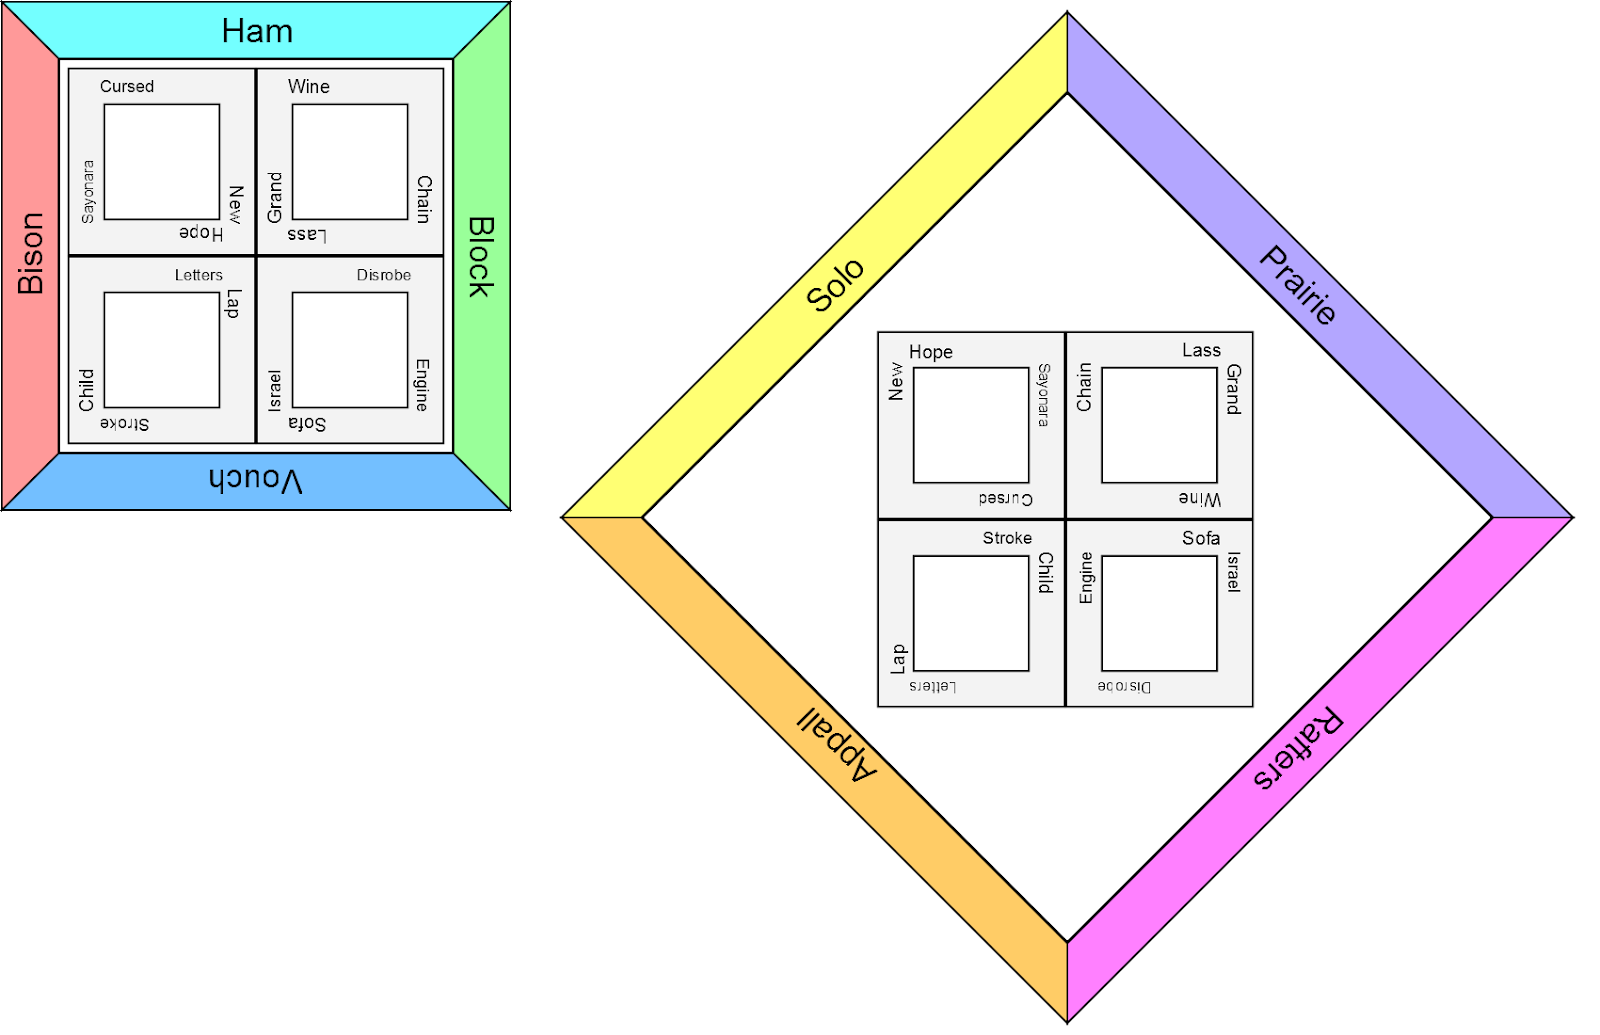 Ham
Bison
Block
Vouch
Cursed
Sayonara
New
Hope
Wine
Grand
Chain
Lass
Letters
Child
Lap
Stroke
Disrobe
Israel
Engine
Sofa
Solo
Prairie
Appall
Rafters
Hope
New
Sayonara
Cursed
Lass
Chain
Grand
Wine
Stroke
Lap
Child
Letters
Sofa
Engine
Israel
Disrobe